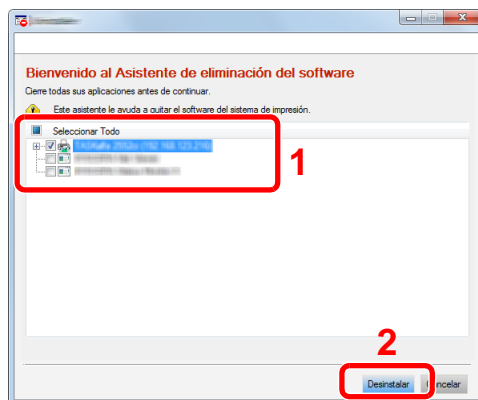 Bienvenido al Asistente de eliminación del software
Cierre todas sus aplicaciones antes de continuar.
Este asistente le ayuda a quitar el software del sistema de impresión.
Seleccionar Todo
1
2
Desinstalar